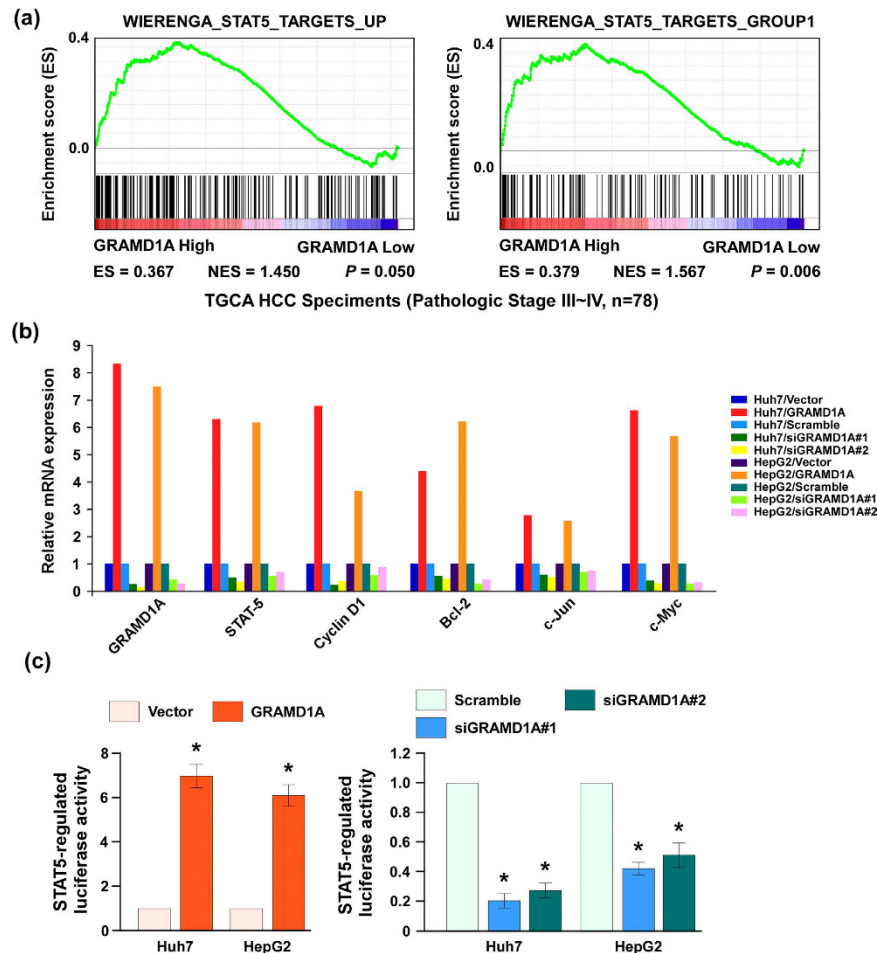 (a)
WIERENGA_STAT5_TARGETS_UP
WIERENGA_STAT5_TARGETS_GROUP1
Enrichment score (ES)
0.4
0.0
Enrichment score (ES)
0.4
0.0
GRAMD1A High
GRAMD1A Low
GRAMD1A High
GRAMD1A Low
ES = 0.367 NES = 1.450 P = 0.050
ES = 0.379 NES = 1.567 P = 0.006
TGCA HCC Speciments (Pathologic Stage III~IV, n=78)
(b)
Relative mRNA expression
9
8
7
6
5
4
3
2
1
0
GRAMD1A
STAT-5
Cyclin D1
Bcl-2
c-Jun
c-Myc
Huh7/Vector
Huh7/GRAMD1A
Huh7/Scramble
Huh7/siGRAMD1A#1
Huh7/siGRAMD1A#2
HepG2/Vector
HepG2/GRAMD1A
HepG2/Scramble
HepG2/siGRAMD1A#1
HepG2/siGRAMD1A#2
(c)
Vector
GRAMD1A
STAT5-regulated
luciferase activity
8
6
4
2
0
*
*
Huh7
HepG2
Scramble
siGRAMD1A#2
siGRAMD1A#1
STAT5-regulated
luciferase activity
1.2
1.0
0.8
0.6
0.4
0.2
0
*
*
*
*
Huh7
HepG2